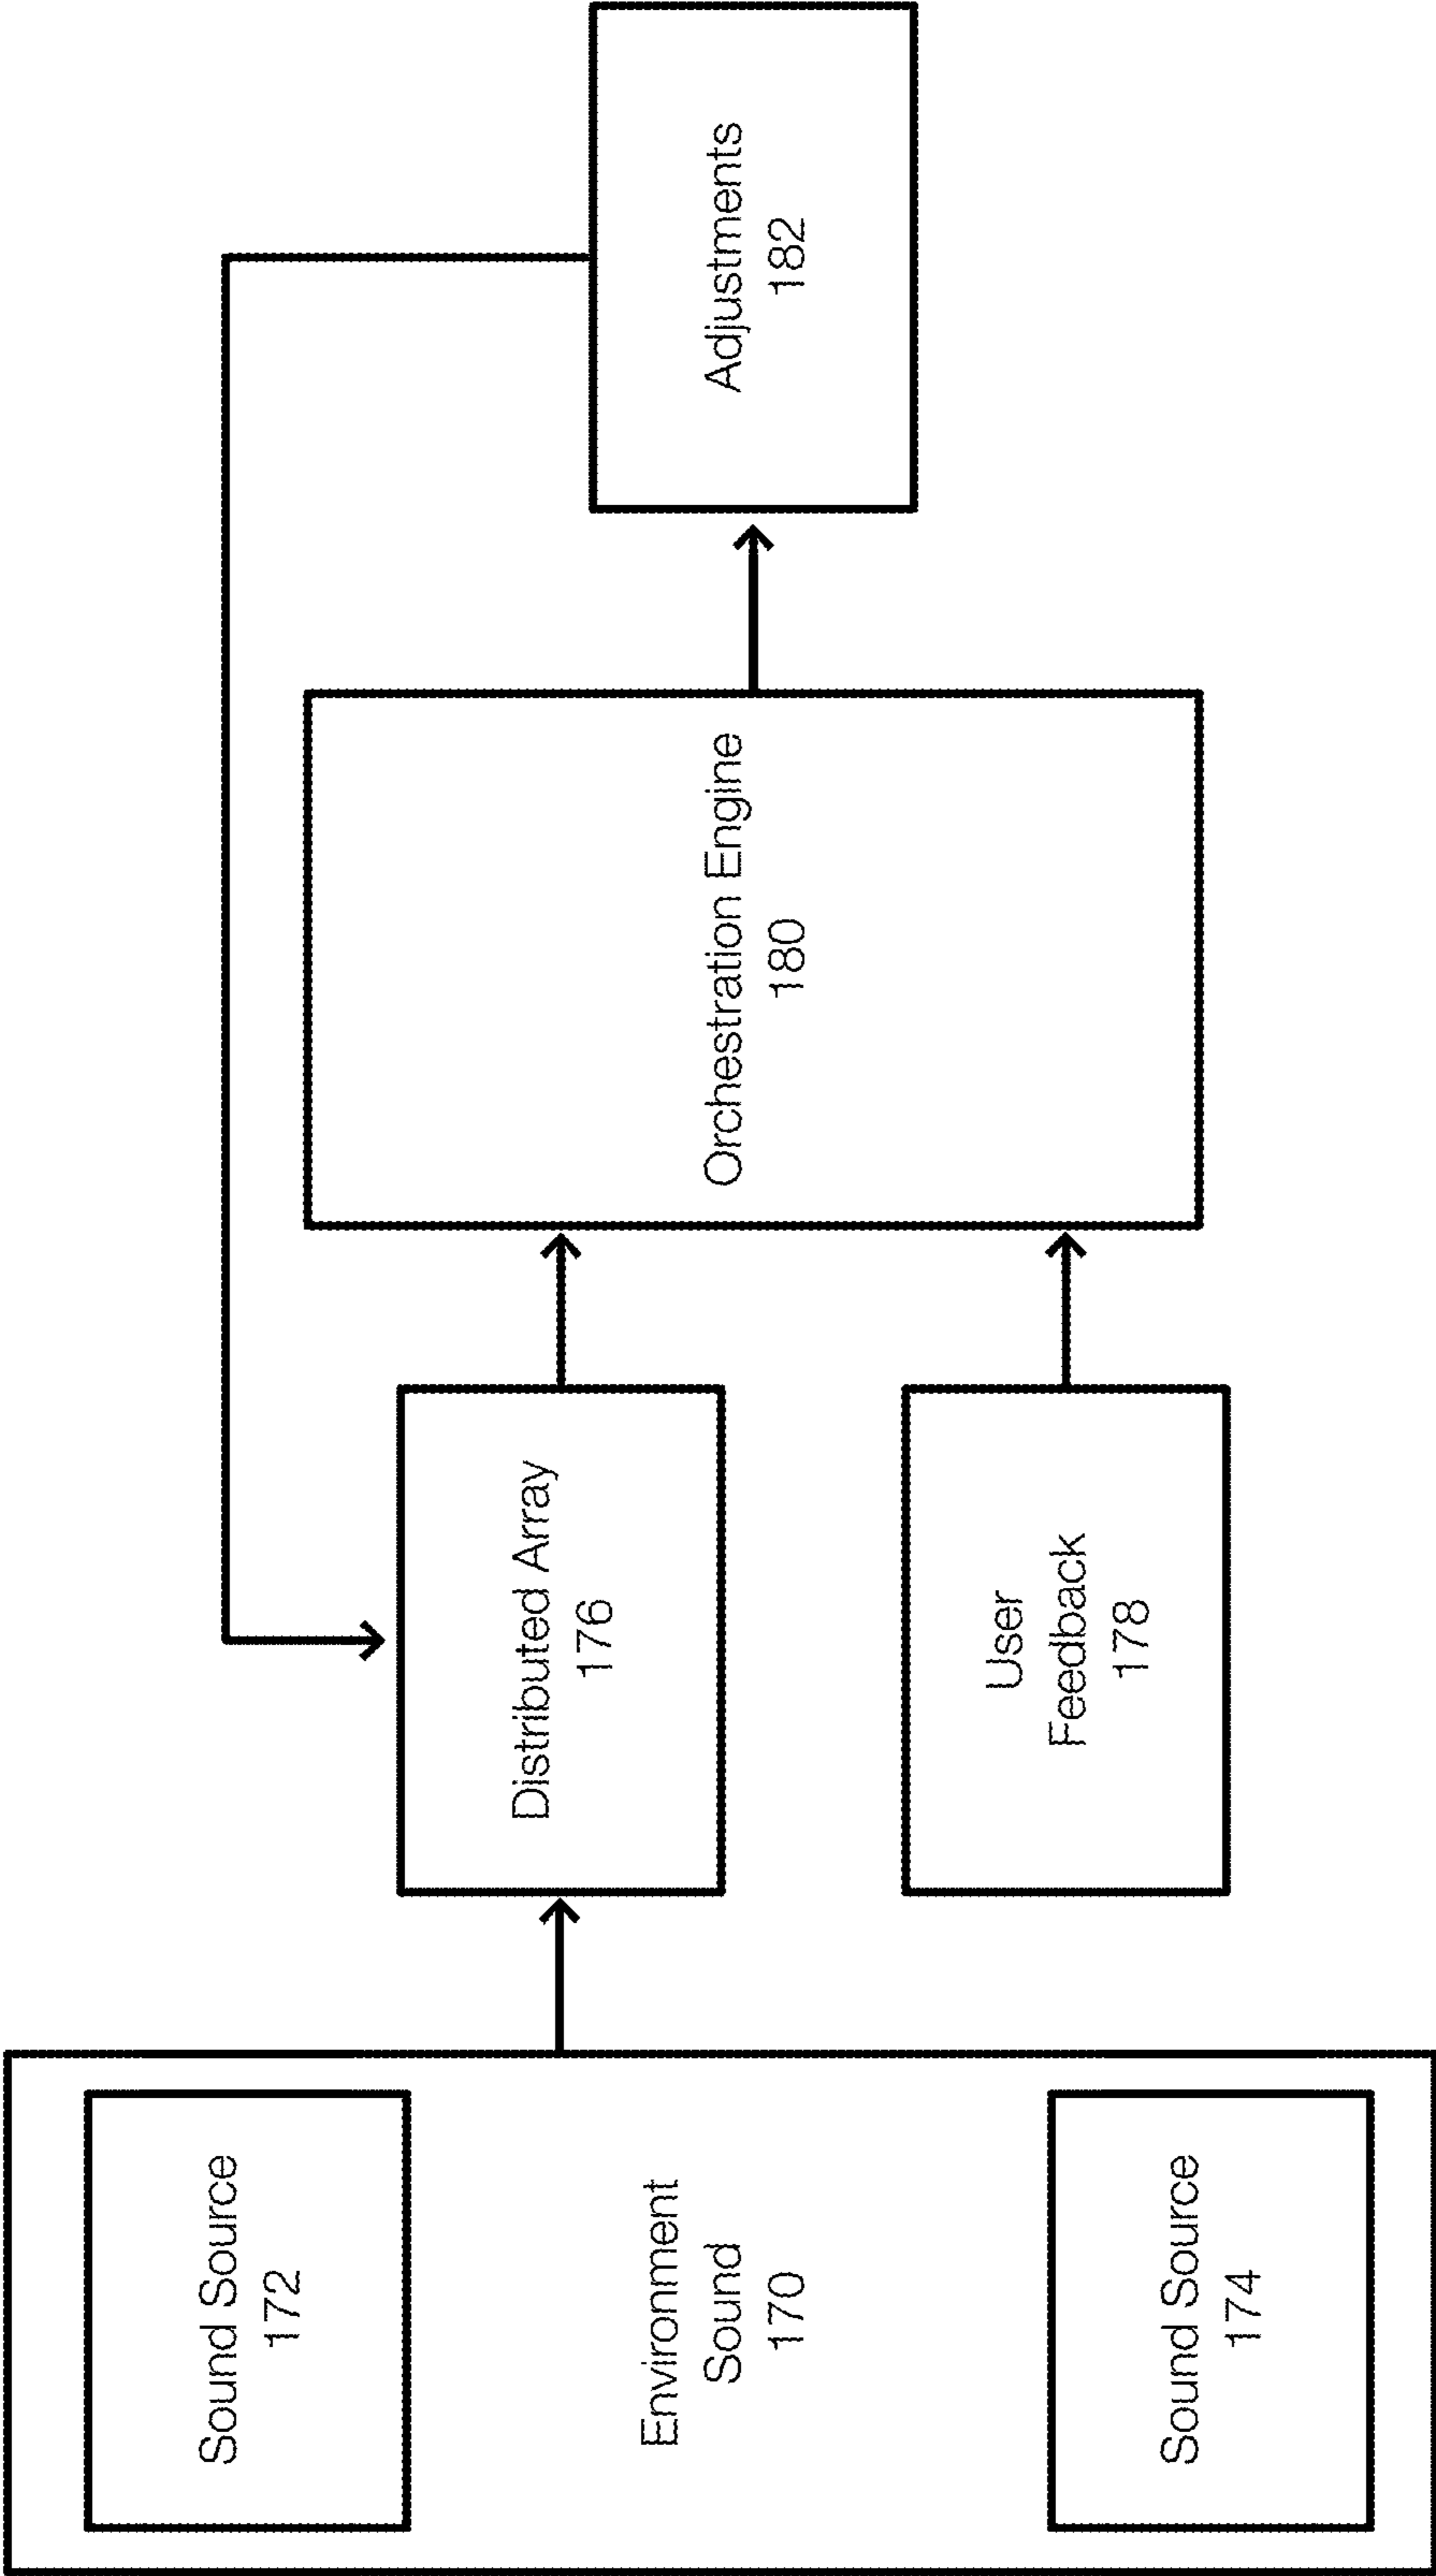 Sound Source
172
Environment
Sound
170
Sound Source
174
Distributed Array
176
User
Feedback
178
Orchestration Engine
180
Adjustments
182